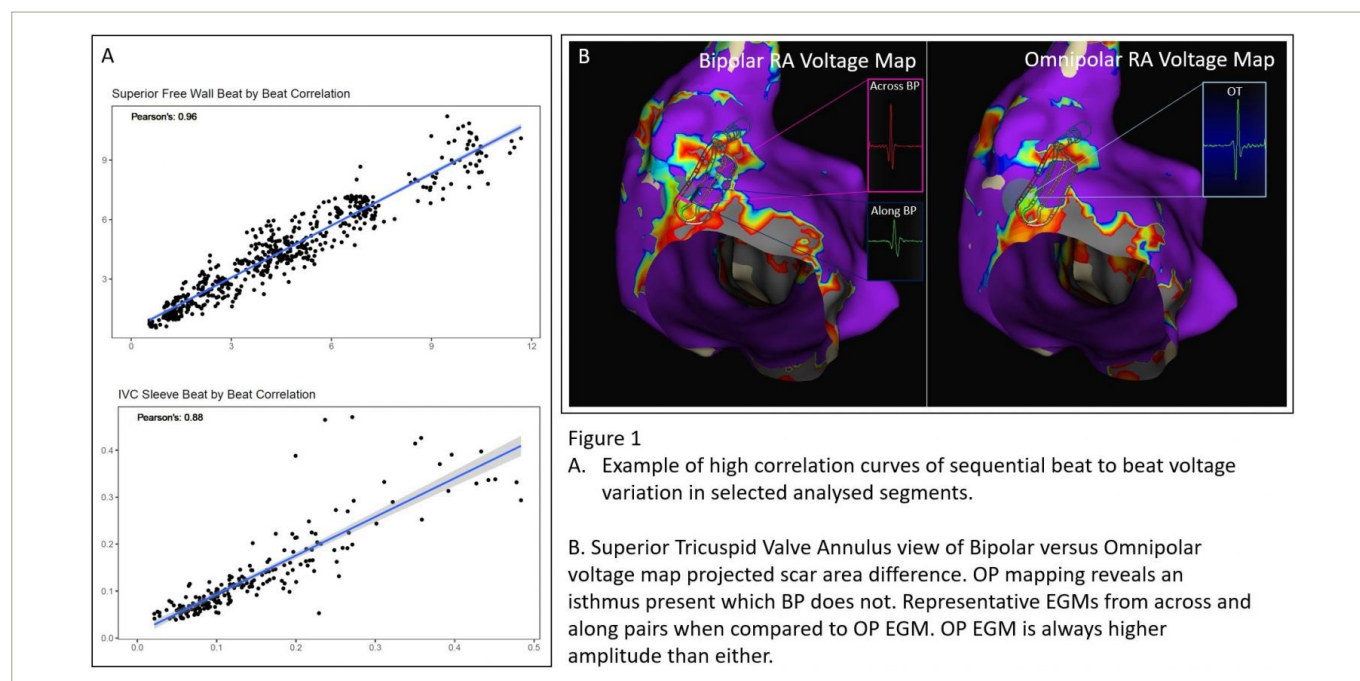 A
Superior Free Wall Beat by Beat Correlation
Pearson's: 0.96
9
6
3
0 3 6 9 12
IVC Sleeve Beat by Beat Correlation
Pearson's: 0.88
0.4
0.3
0.2
0.1
0.0
0.0 0.1 0.2 0.3 0.4 0.5
B
Bipolar RA Voltage Map
Across BP
Along BP
Omnipolar RA Voltage Map
OT
Figure 1
A. Example of high correlation curves of sequential beat to beat voltage
variation in selected analysed segments.
B. Superior Tricuspid Valve Annulus view of Bipolar versus Omnipolar
voltage map projected scar area difference. OP mapping reveals an
isthmus present which BP does not. Representative EGMs from across and
along pairs when compared to OP EGM. OP EGM is always higher
amplitude than either.